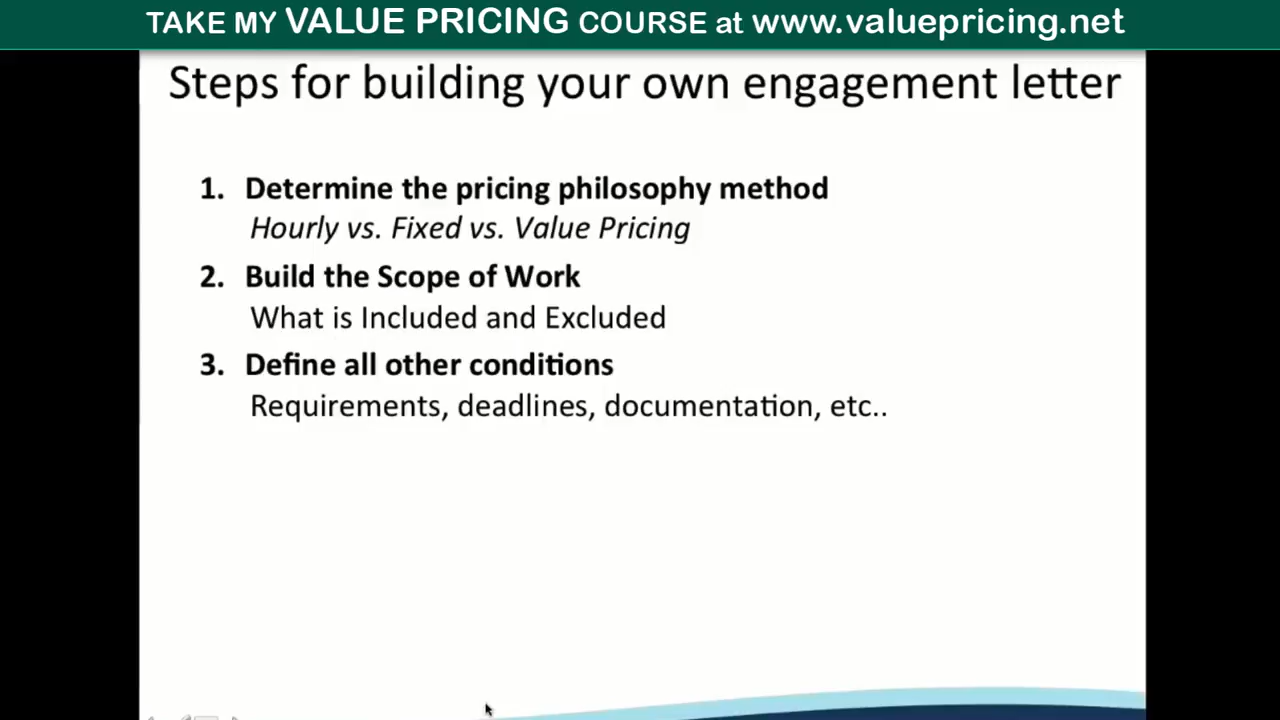 TAKE MY VALUE PRICING COURSE at www.valuepricing.net
Steps for building your own engagement letter
1. Determine the pricing philosophy method
Hourly vs. Fixed vs. Value Pricing
2. Build the Scope of Work
What is Included and Excluded
3. Define all other conditions
Requirements, deadlines, documentation, etc..